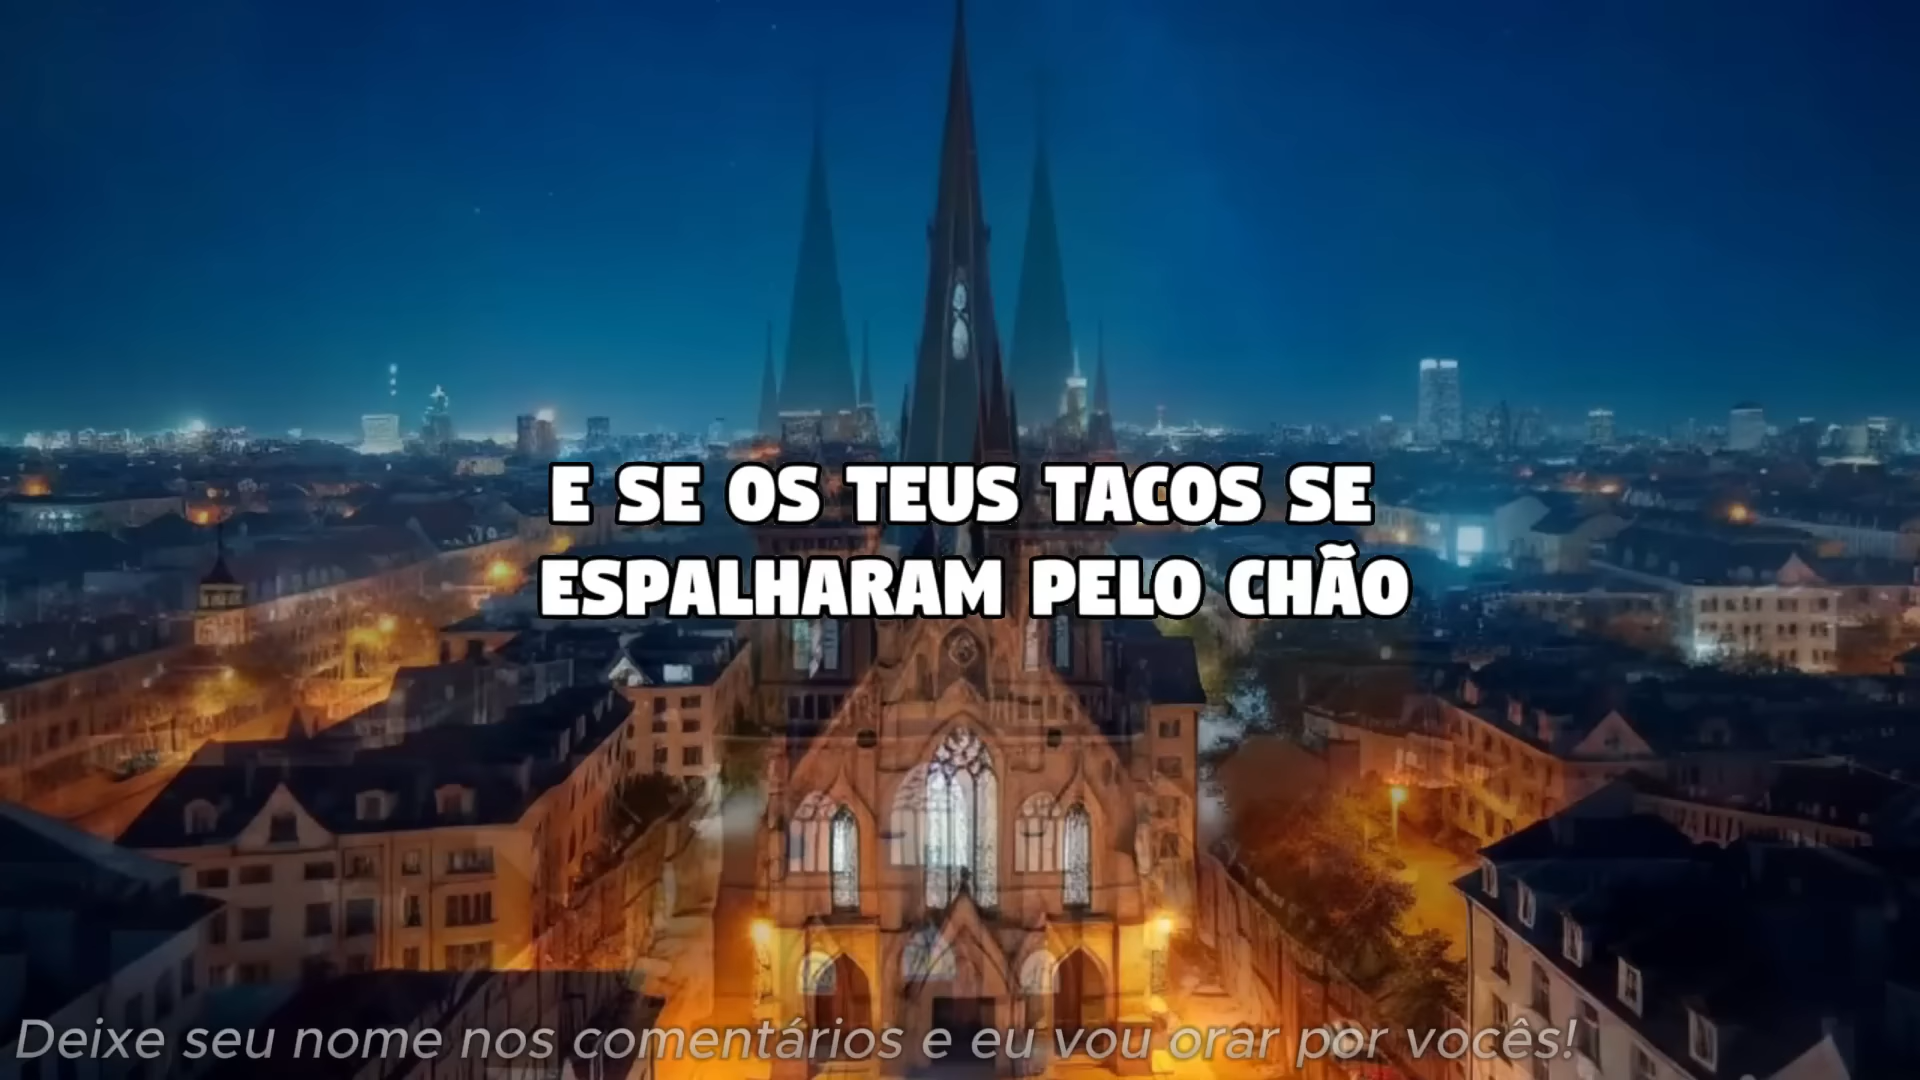 E SE OS TEUS TACOS SE
ESPALHARAM PELO CHÃO
Deixe seu nome nos comentários e eu vou orar por vocês!